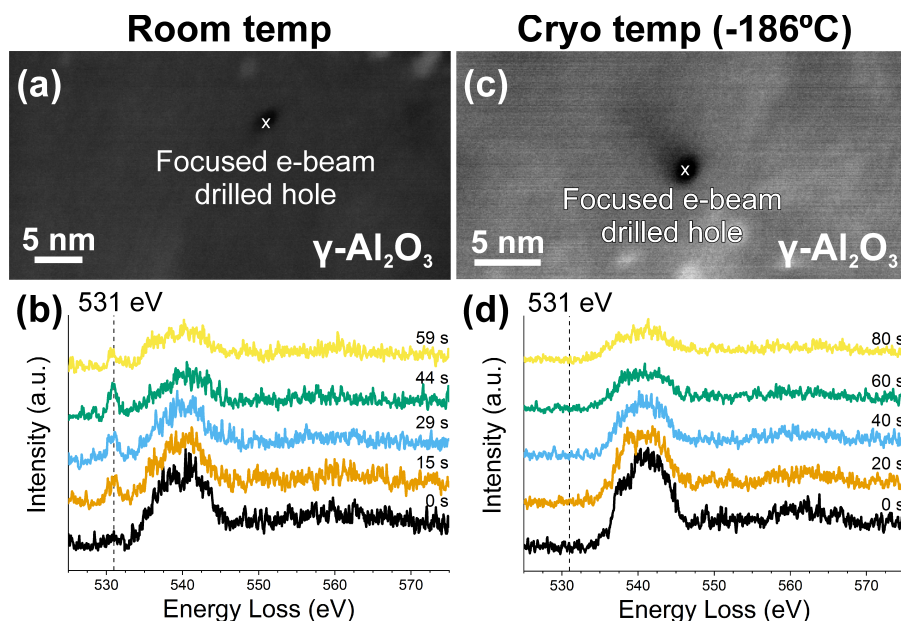 Room temp
Cryo temp (-186ºC)
(a)
x
Focused e-beam
drilled hole
5 nm
γ-Al₂O₃
(c)
x
Focused e-beam
drilled hole
5 nm
γ-Al₂O₃
(b)
531 eV
59 s
44 s
29 s
15 s
0 s
Intensity (a.u.)
530 540 550 560 570
Energy Loss (eV)
(d)
531 eV
80 s
60 s
40 s
20 s
0 s
Intensity (a.u.)
530 540 550 560 570
Energy Loss (eV)